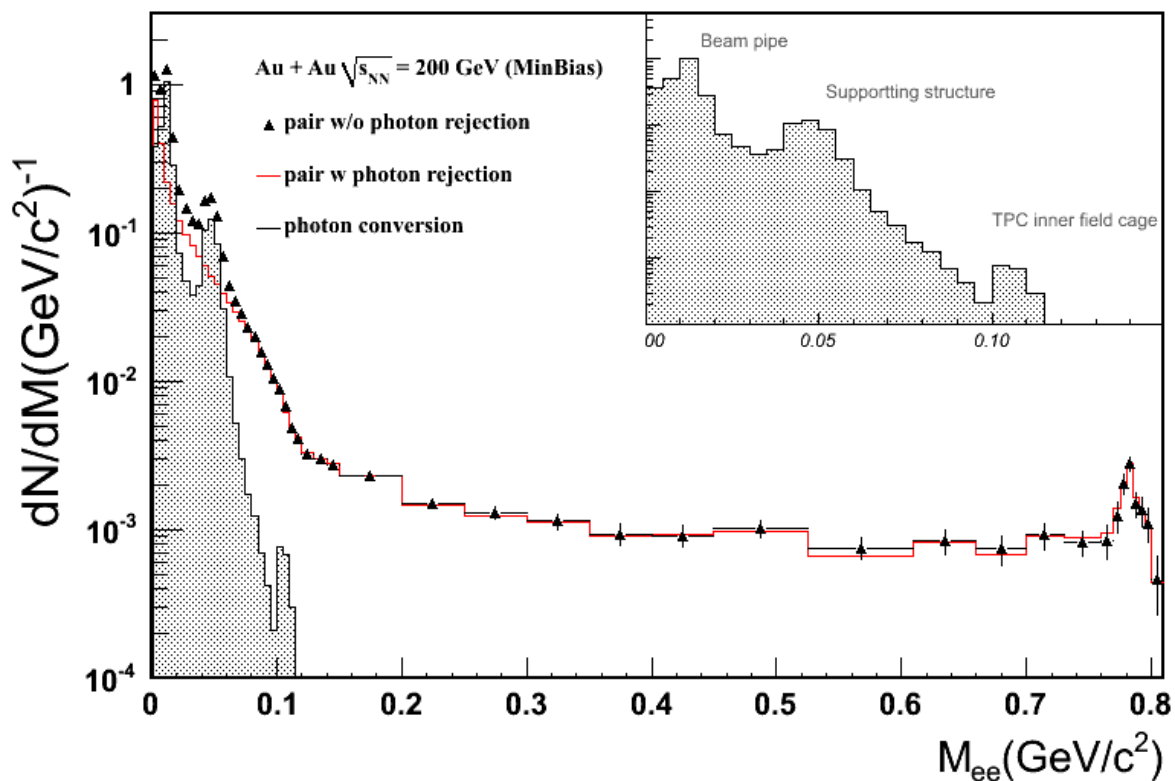 Au + Au √s_NN = 200 GeV (MinBias)
pair w/o photon rejection
pair w photon rejection
photon conversion
Beam pipe
Supportting structure
TPC inner field cage
00 0.05 0.10
dN/dM(GeV/c²)⁻¹
1
10⁻¹
10⁻²
10⁻³
10⁻⁴
0 0.1 0.2 0.3 0.4 0.5 0.6 0.7 0.8
M_ee(GeV/c²)